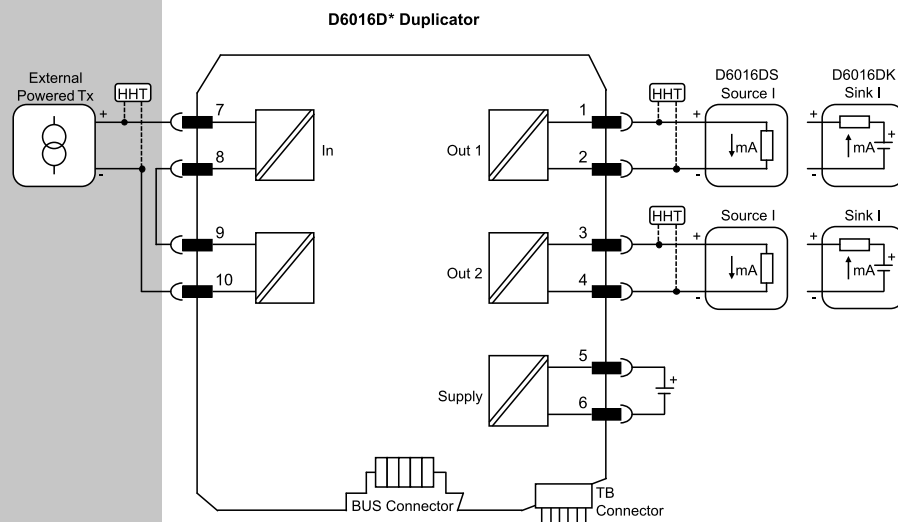 D6016D* Duplicator
External
Powered Tx
HHT
+
-
7
8
9
10
In
Out 1
Out 2
Supply
1
2
3
4
5
6
+
HHT
+
-
HHT
+
-
D6016DS
Source I
mA
D6016DK
Sink I
+
-
mA
+
Source I
mA
Sink I
+
-
mA
+
BUS Connector
TB
Connector